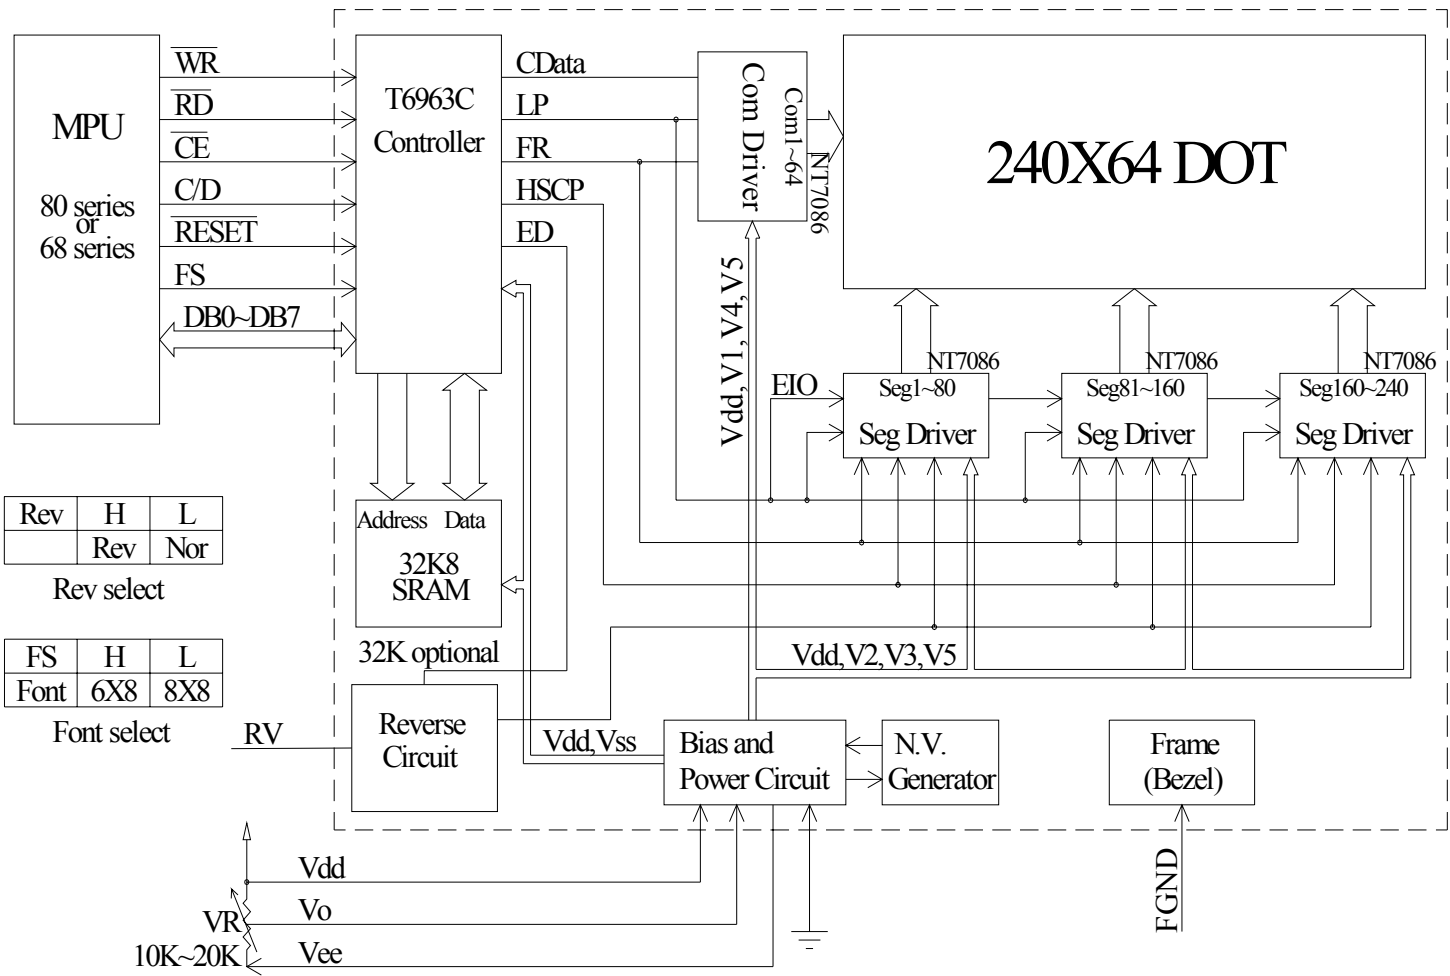 MPU
80 series
or
68 series
WR
RD
CE
C/D
RESET
FS
DB0~DB7
T6963C
Controller
CData
LP
FR
HSCP
ED
Com Driver
Com1~64
NT7086
240X64 DOT
Vdd,V1,V4,V5
EIO
NT7086
Seg1~80
Seg Driver
NT7086
Seg81~160
Seg Driver
NT7086
Seg160~240
Seg Driver
Address Data
32K8
SRAM
32K optional
Rev H L
Rev Nor
Rev select
FS H L
Font 6X8 8X8
Font select
RV
Reverse
Circuit
Vdd,Vss
Vdd,V2,V3,V5
Bias and
Power Circuit
N.V.
Generator
Frame
(Bezel)
FGND
Vdd
VR
Vo
10K~20K
Vee